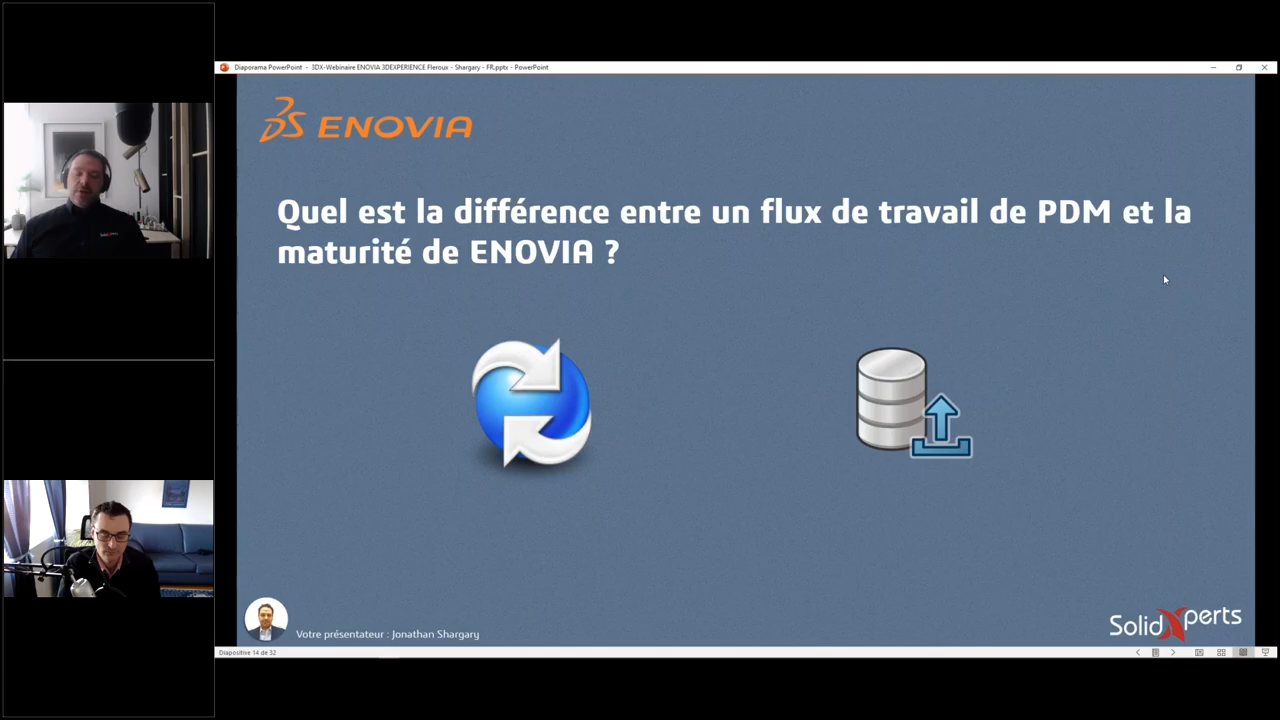 Diaporama PowerPoint - 3DX-Webinaire ENOVIA 3DEXPERIENCE Fleroux - Shargary - FR.pptx - PowerPoint
ENOVIA
Quel est la différence entre un flux de travail de PDM et la
maturité de ENOVIA ?
Votre présentateur : Jonathan Shargary
SolidXperts
Diapositive 14 de 32